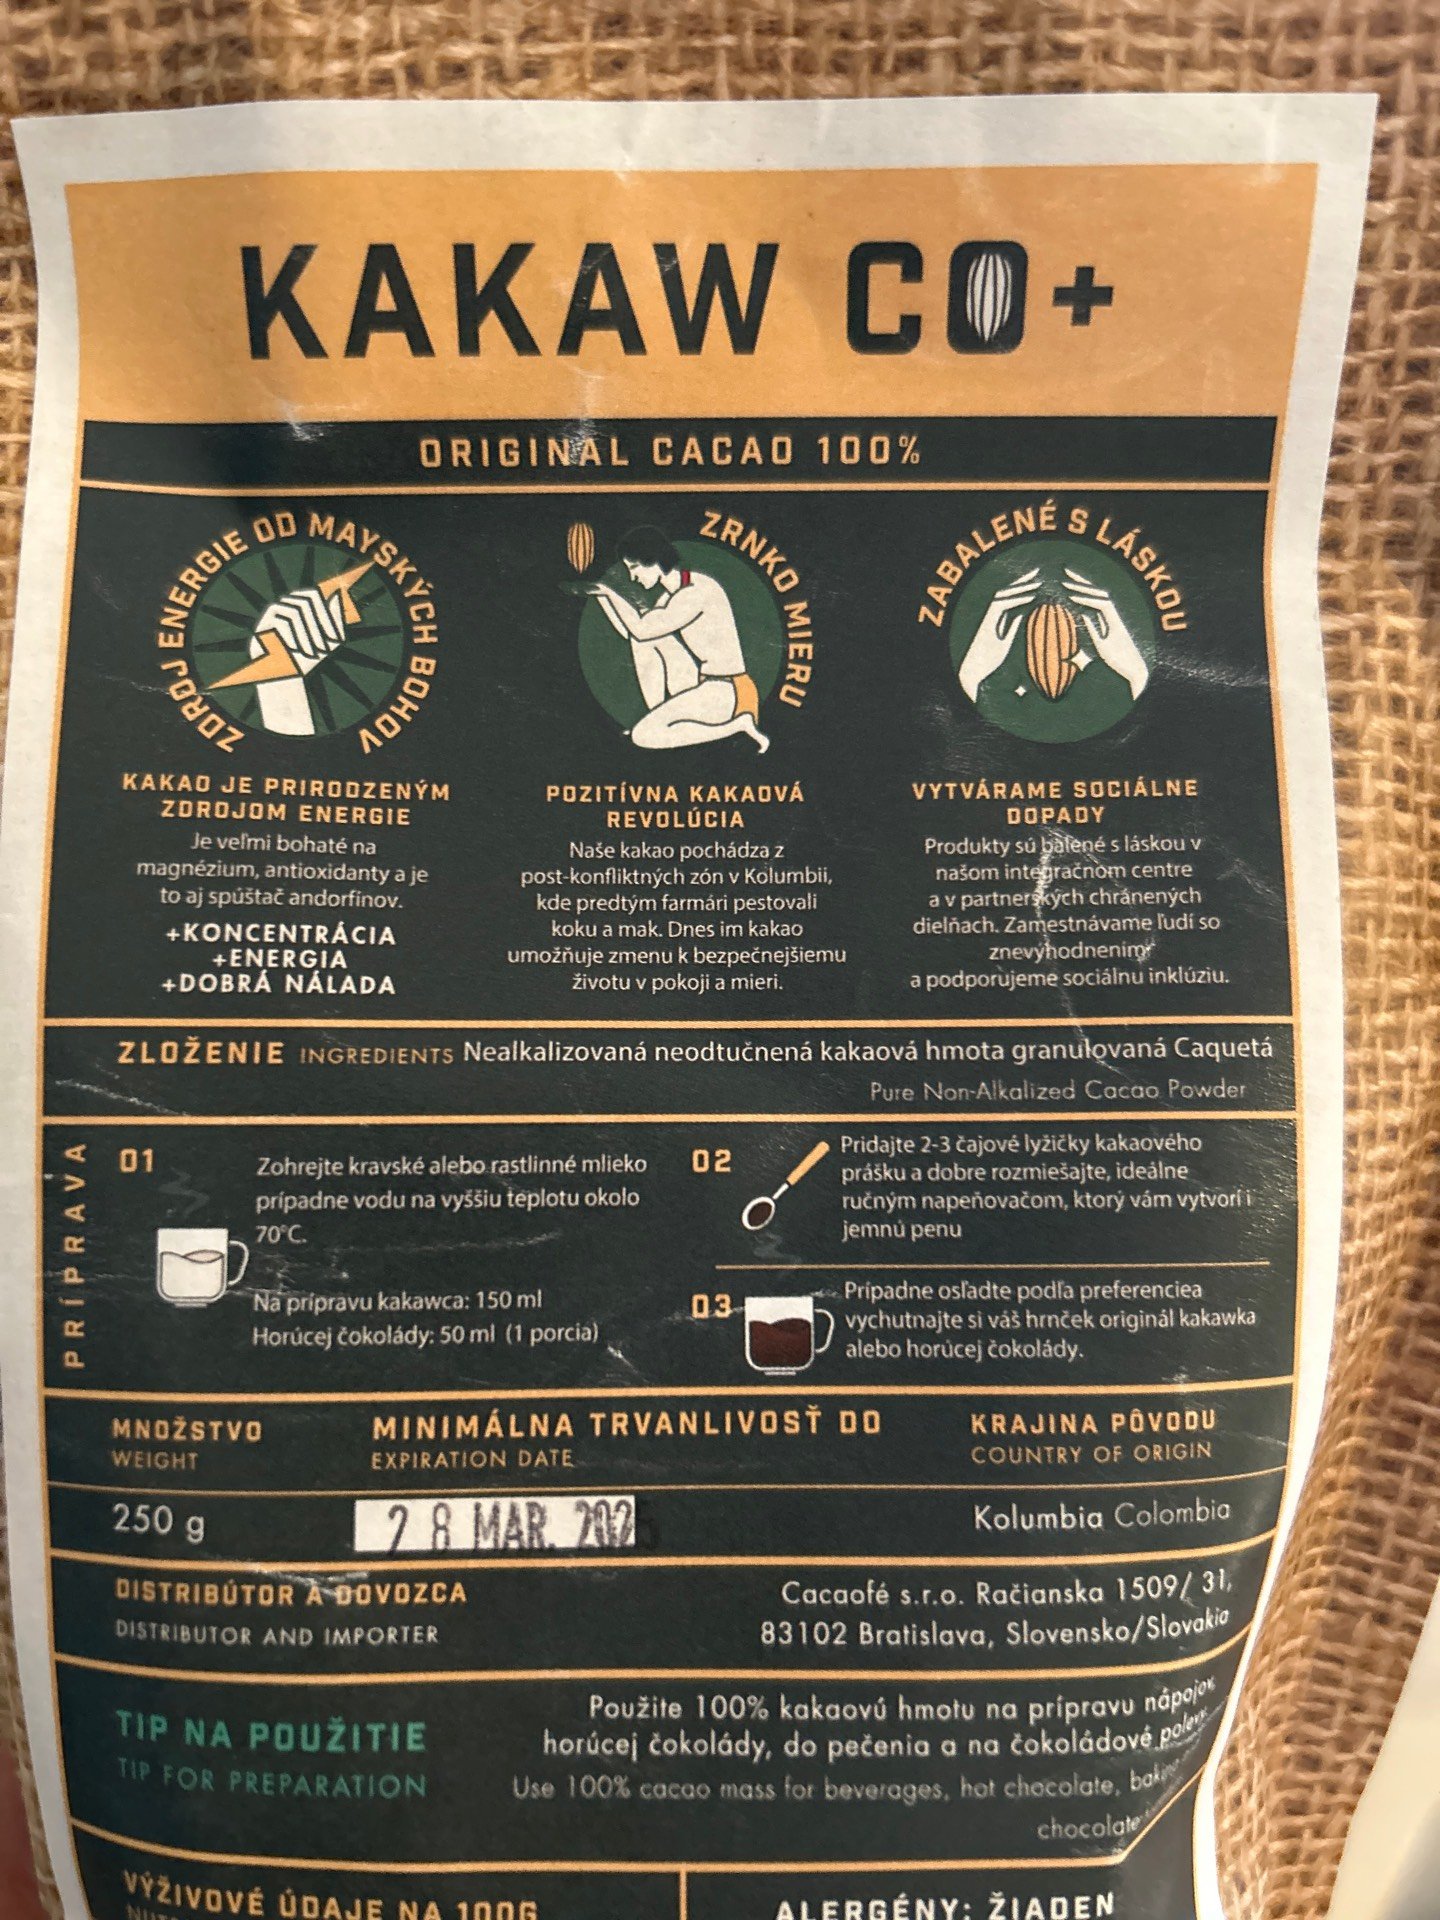 KAKAW CO+
ORIGINAL CACAO 100%
ZDROJ ENERGIE OD MAYSKÝCH BOHOV
KAKAO JE PRIRODZENÝM
ZDROJOM ENERGIE
Je veľmi bohaté na
magnézium, antioxidanty a je
to aj spúštač andorfínov.
+KONCENTRÁCIA
+ENERGIA
+DOBRÁ NÁLADA
ZRNKO MIERU
POZITÍVNA KAKAOVÁ
REVOLÚCIA
Naše kakao pochádza z
post-konfliktných zón v Kolumbii,
kde predtým farmári pestovali
koku a mak. Dnes im kakao
umožňuje zmenu k bezpečnejšiemu
životu v pokoji a mieri.
ZABALENÉ S LÁSKOU
VYTVÁRAME SOCIÁLNE
DOPADY
Produkty sú balené s láskou v
našom integračnom centre
a v partnerských chránených
dielňach. Zamestnávame ľudí so
znevýhodnením
a podporujeme sociálnu inklúziu.
ZLOŽENIE INGREDIENTS Nealkalizovaná neodtučnená kakaová hmota granulovaná Caquetá
Pure Non-Alkalized Cacao Powder
PRÍPRAVA
01
Zohrejte kravské alebo rastlinné mlieko
prípadne vodu na vyššiu teplotu okolo
70°C.
Na prípravu kakawca: 150 ml
Horúcej čokolády: 50 ml (1 porcia)
02
Pridajte 2-3 čajové lyžičky kakaového
prášku a dobre rozmiešajte, ideálne
ručným napeňovačom, ktorý vám vytvorí i
jemnú penu
03
Prípadne oslaďte podľa preferenciea
vychutnajte si váš hrnček originál kakawka
alebo horúcej čokolády.
MNOŽSTVO
WEIGHT
250 g
MINIMÁLNA TRVANLIVOSŤ DO
EXPIRATION DATE
28 MAR.
KRAJINA PÔVODU
COUNTRY OF ORIGIN
Kolumbia Colombia
DISTRIBÚTOR A DOVOZCA
DISTRIBUTOR AND IMPORTER
Cacaofé s.r.o. Račianska 1509/ 31,
83102 Bratislava, Slovensko/Slovakia
TIP NA POUŽITIE
TIP FOR PREPARATION
Použite 100% kakaovú hmotu na prípravu nápojov,
horúcej čokolády, do pečenia a na čokoládové polevy.
Use 100% cacao mass for beverages, hot chocolate,
chocolate
VÝŽIVOVÉ ÚDAJE NA 100G
ALERGÉNY: ŽIADEN